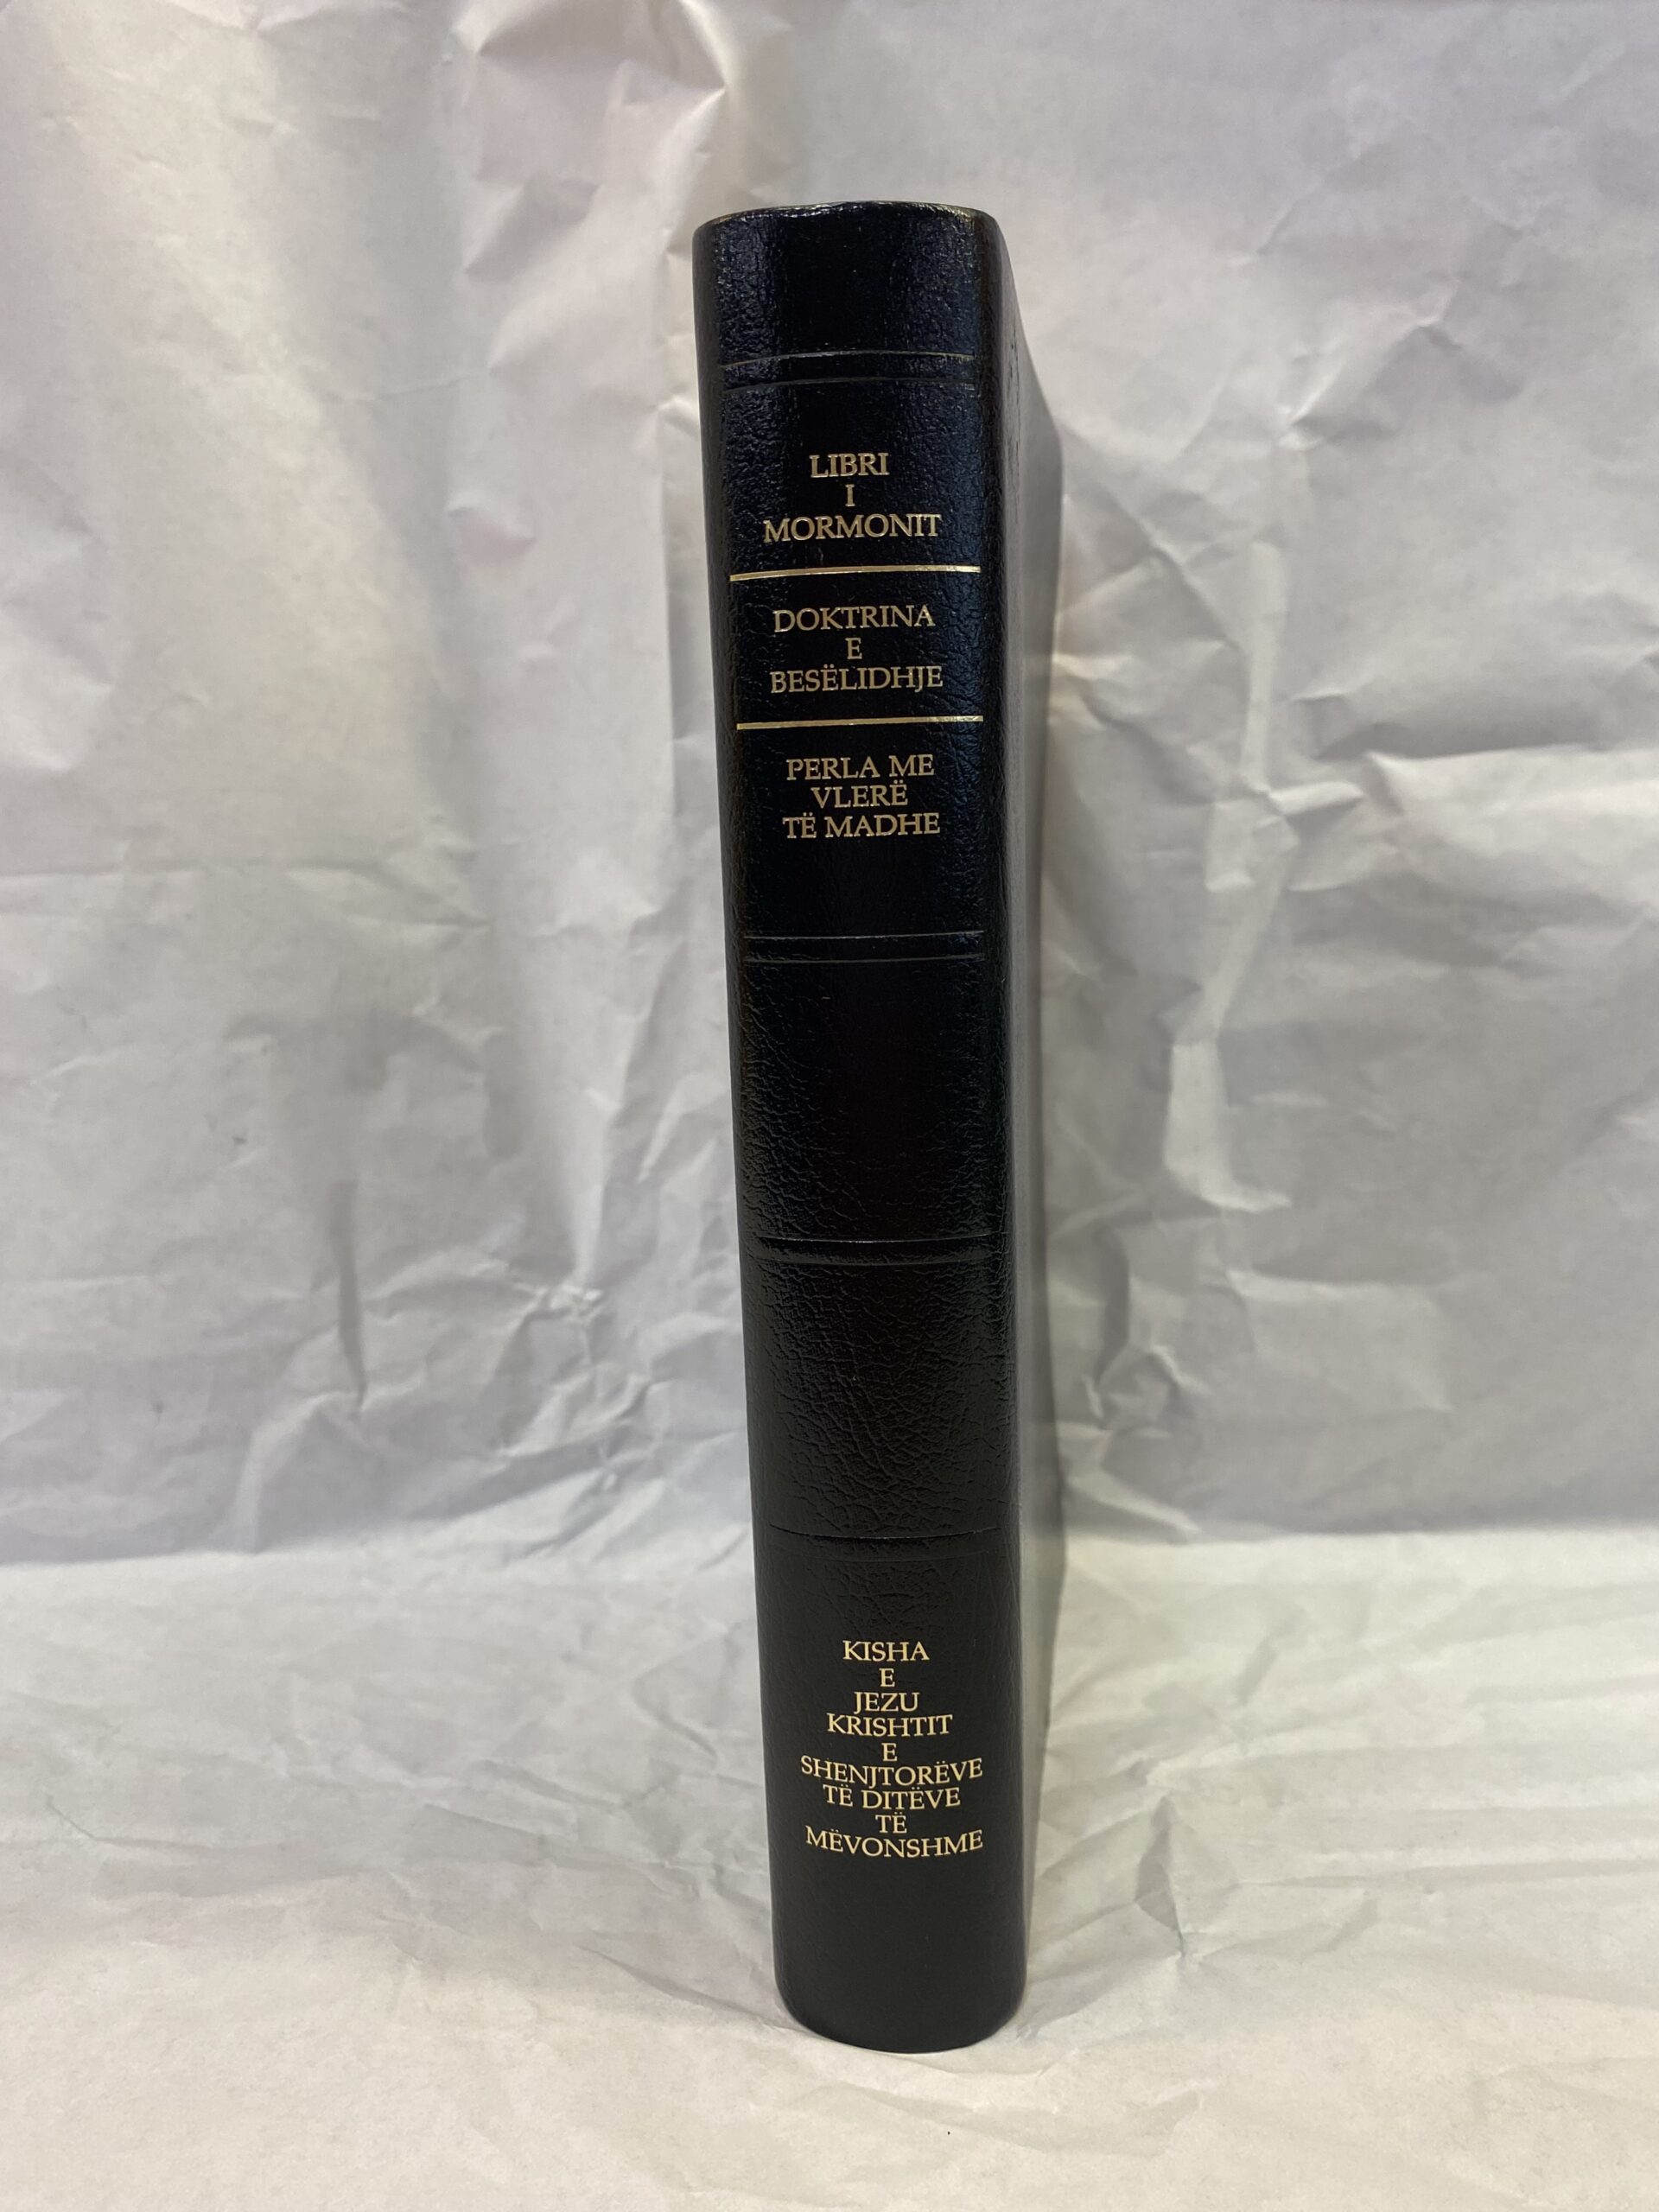 LIBRI
I
MORMONIT
DOKTRINA
E
BESËLIDHJE
PERLA ME
VLERË
TË MADHE
KISHA
E
JEZU
KRISHTIT
E
SHENJTORËVE
TË DITËVE
TË
MËVONSHME